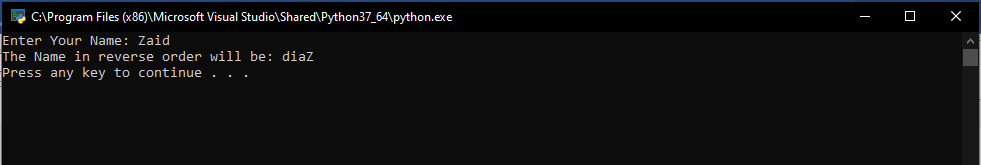 C:\Program Files (x86)\Microsoft Visual Studio\Shared\Python37_64\python.exe
Enter Your Name: Zaid
The Name in reverse order will be: diaZ
Press any key to continue . . .